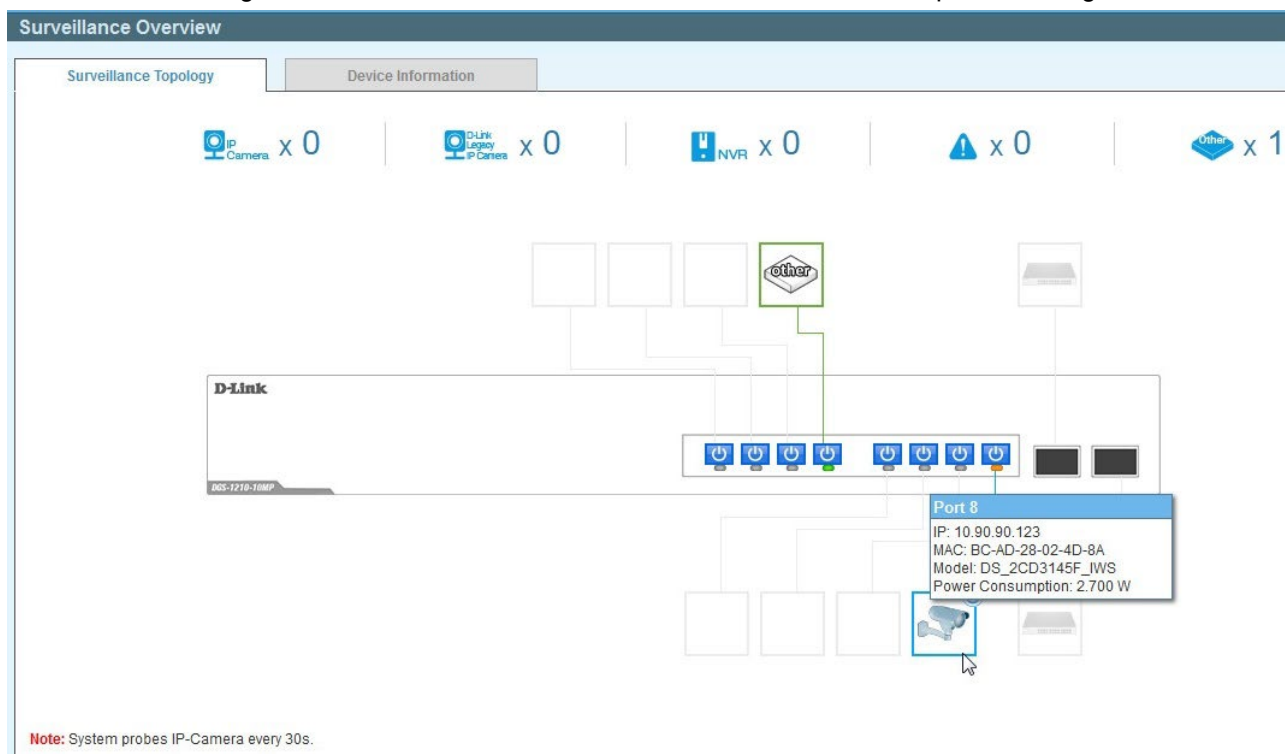 Surveillance Overview
Surveillance Topology
Device Information
IP Camera x 0
D-Link Legacy IP Camera x 0
NVR x 0
x 0
Other x 1
other
D-Link
DGS-1210-10MP
Port 8
IP: 10.90.90.123
MAC: BC-AD-28-02-4D-8A
Model: DS_2CD3145F_IWS
Power Consumption: 2.700 W
Note: System probes IP-Camera every 30s.